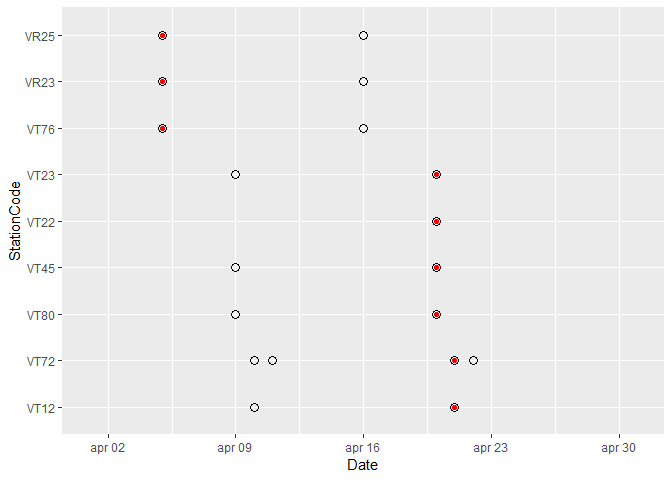 StationCode
VR25
VR23
VT76
VT23
VT22
VT45
VT80
VT72
VT12
apr 02 apr 09 apr 16 apr 23 apr 30
Date